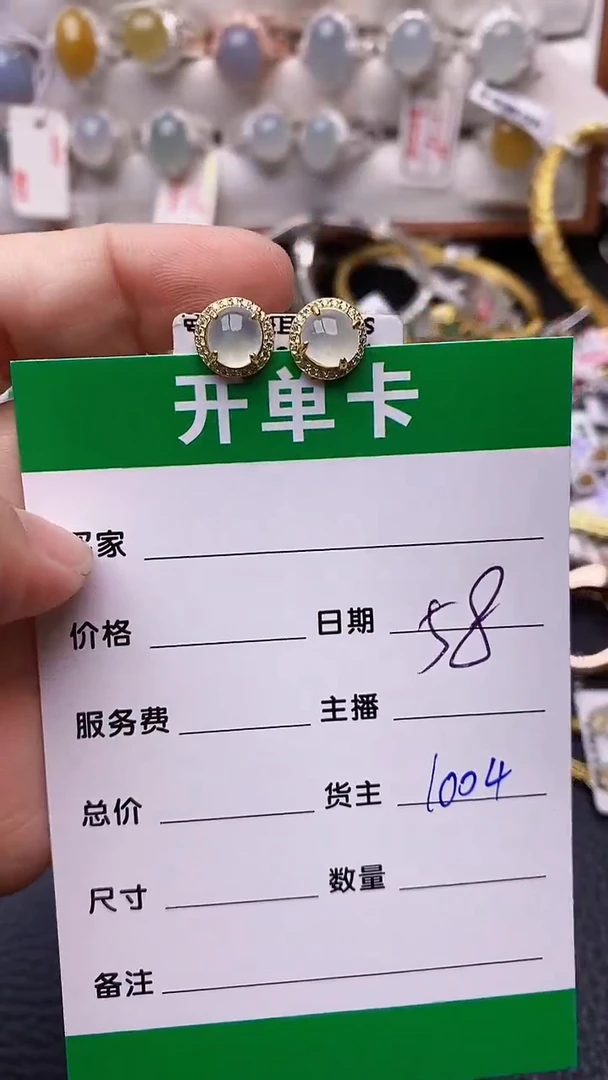 开单卡
买家
价格 日期 58
服务费 主播
总价 货主 1004
尺寸 数量
备注